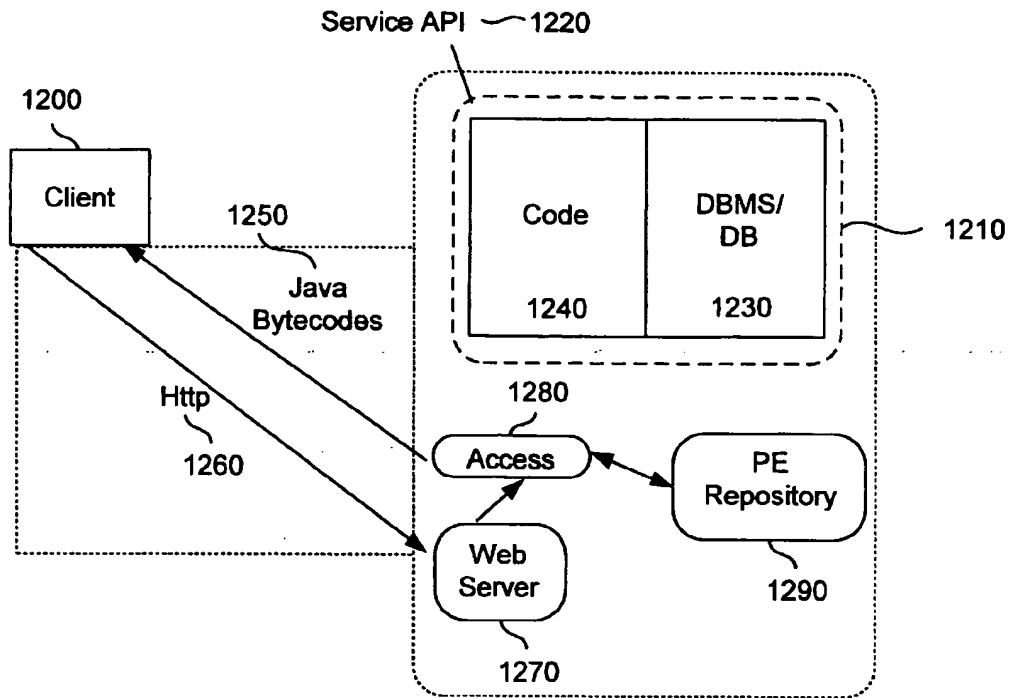 Service API 1220
1200
Client
Code
1240
DBMS/
DB
1230
1210
1250
Java
Bytecodes
Http
1260
1280
Access
PE
Repository
1290
Web
Server
1270